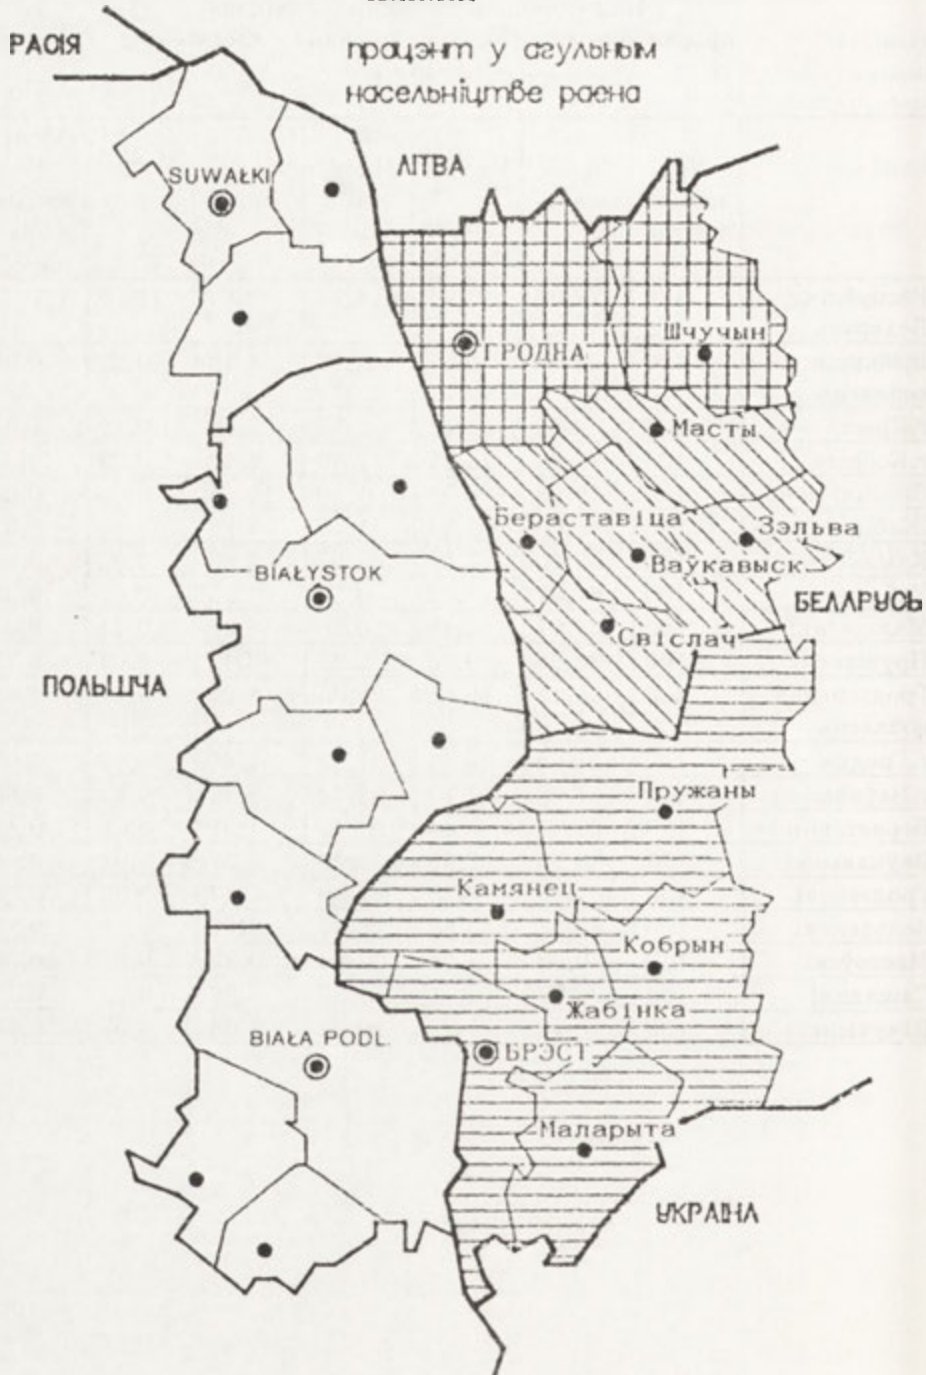 РАСІЯ
працэнт у агульным
насельніцтве раёна
ЛІТВА
SUWAŁKI
ГРОДНА
Шчучын
Масты
Бераставіца
Зэльва
Ваўкавыск
BIAŁYSTOK
БЕЛАРУСЬ
Свіслач
ПОЛЬШЧА
Пружаны
Камянец
Кобрын
Жабінка
BIAŁA PODL.
БРЭСТ
Маларыта
УКРАІНА